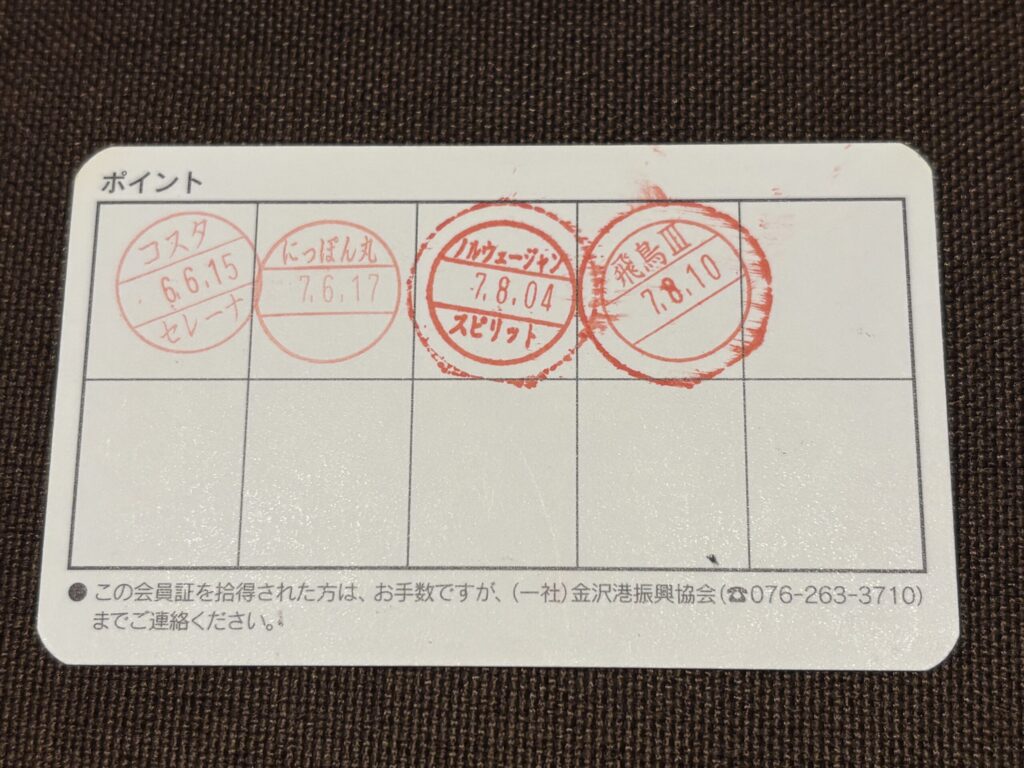 ポイント
コスタ
6.6.15
セレーナ
にっぽん丸
7.6.17
ノルウェージャン
7.8.04
スピリット
飛鳥Ⅲ
7.8.10
●この会員証を拾得された方は、お手数ですが、(一社)金沢港振興協会(☎076-263-3710)
までご連絡ください。